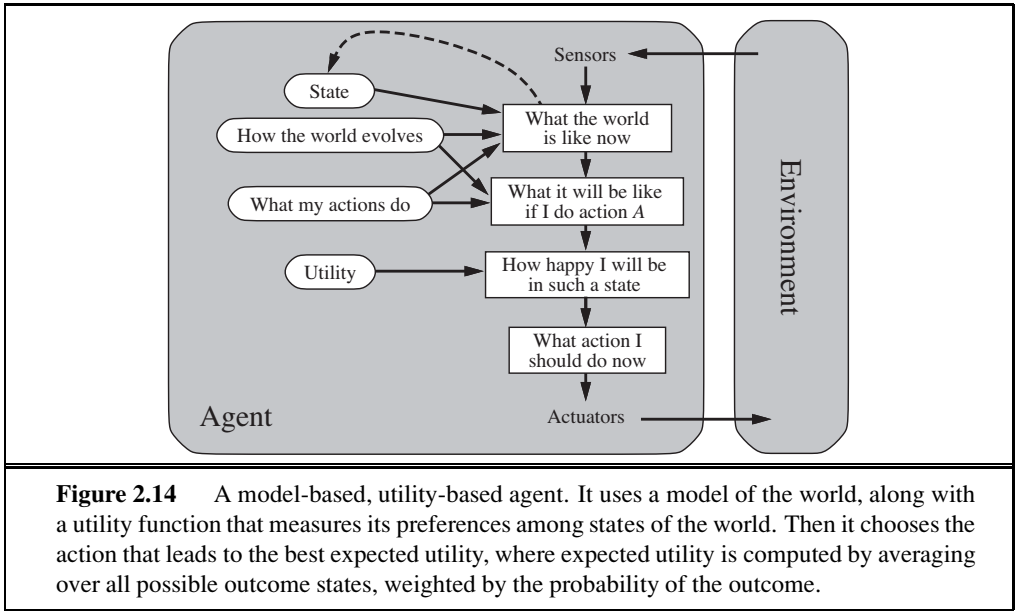 Sensors
State
What the world
is like now
How the world evolves
What it will be like
if I do action A
What my actions do
How happy I will be
in such a state
Utility
What action I
should do now
Agent
Actuators
Environment
Figure 2.14 A model-based, utility-based agent. It uses a model of the world, along with
a utility function that measures its preferences among states of the world. Then it chooses the
action that leads to the best expected utility, where expected utility is computed by averaging
over all possible outcome states, weighted by the probability of the outcome.